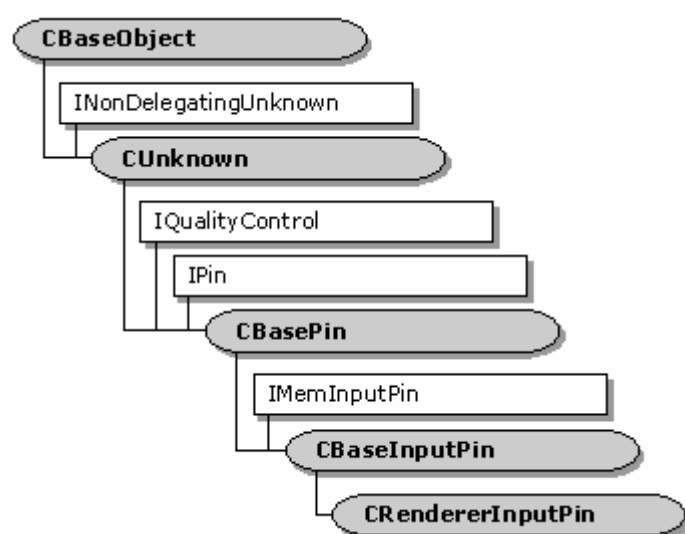 CBaseObject
INonDelegatingUnknown
CUnknown
IQualityControl
IPin
CBasePin
IMemInputPin
CBaseInputPin
CRendererInputPin